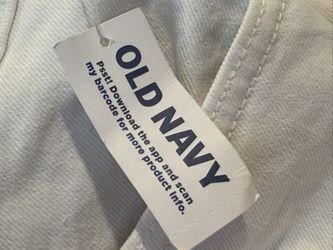 OLD NAVY
Psst! Download the app and scan
my barcode for more product info.